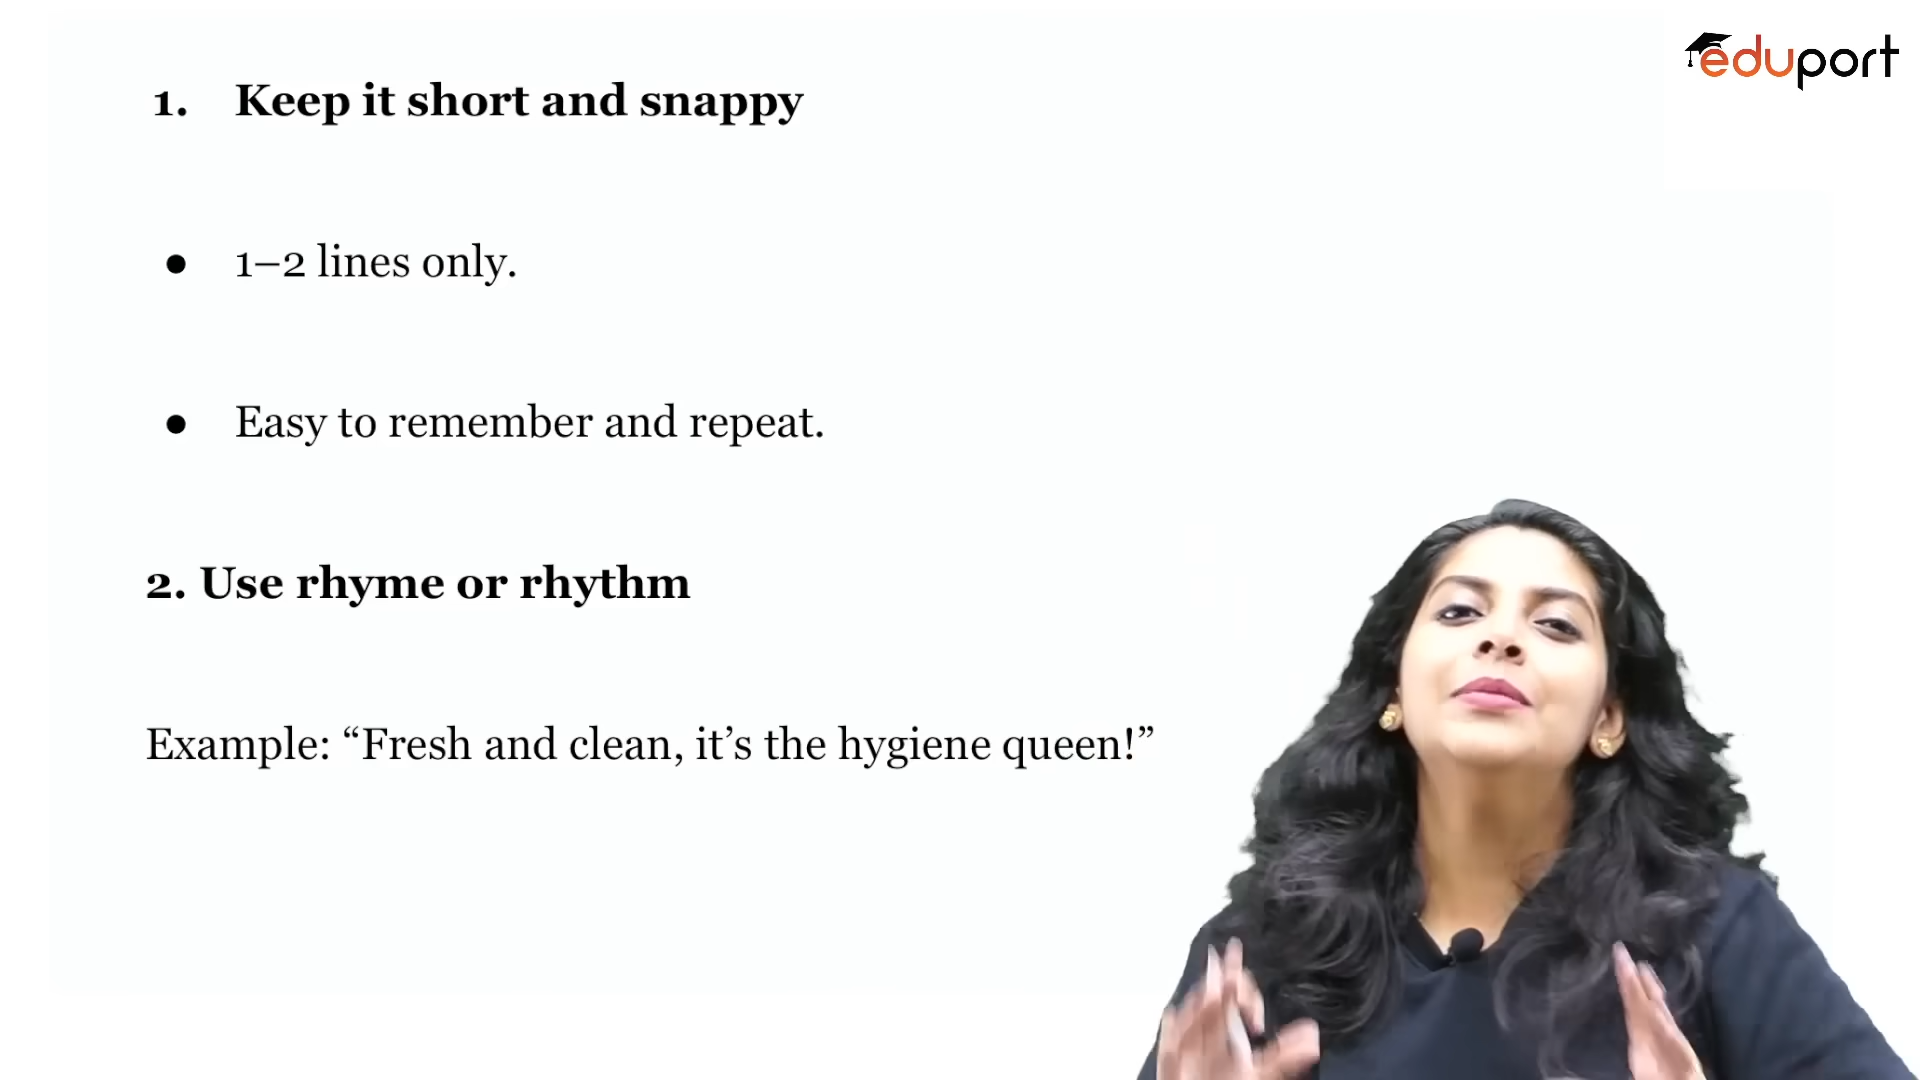 eduport
1. Keep it short and snappy
● 1–2 lines only.
● Easy to remember and repeat.
2. Use rhyme or rhythm
Example: “Fresh and clean, it’s the hygiene queen!”